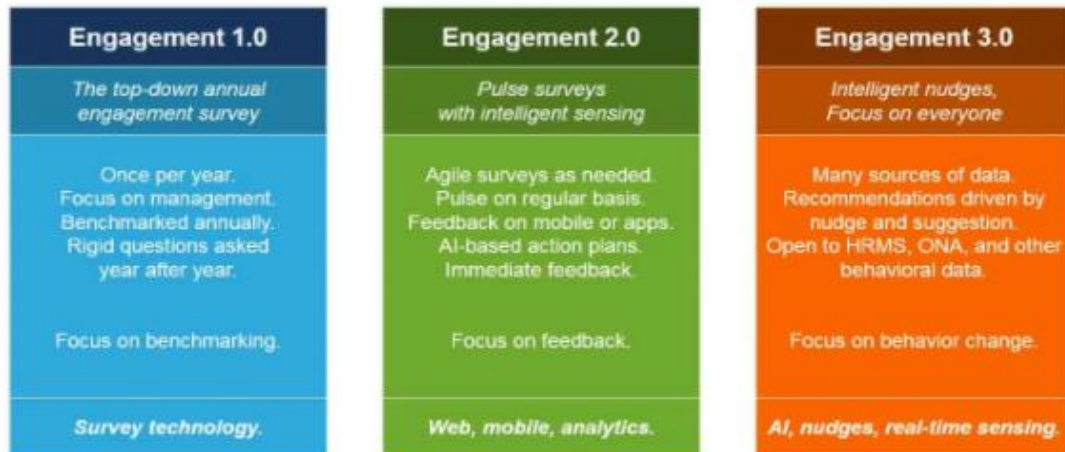 Engagement 1.0
The top-down annual
engagement survey
Once per year.
Focus on management.
Benchmarked annually.
Rigid questions asked
year after year.
Focus on benchmarking.
Survey technology.
Engagement 2.0
Pulse surveys
with intelligent sensing
Agile surveys as needed.
Pulse on regular basis.
Feedback on mobile or apps.
AI-based action plans.
Immediate feedback.
Focus on feedback.
Web, mobile, analytics.
Engagement 3.0
Intelligent nudges,
Focus on everyone
Many sources of data.
Recommendations driven by
nudge and suggestion.
Open to HRMS, ONA, and other
behavioral data.
Focus on behavior change.
AI, nudges, real-time sensing.